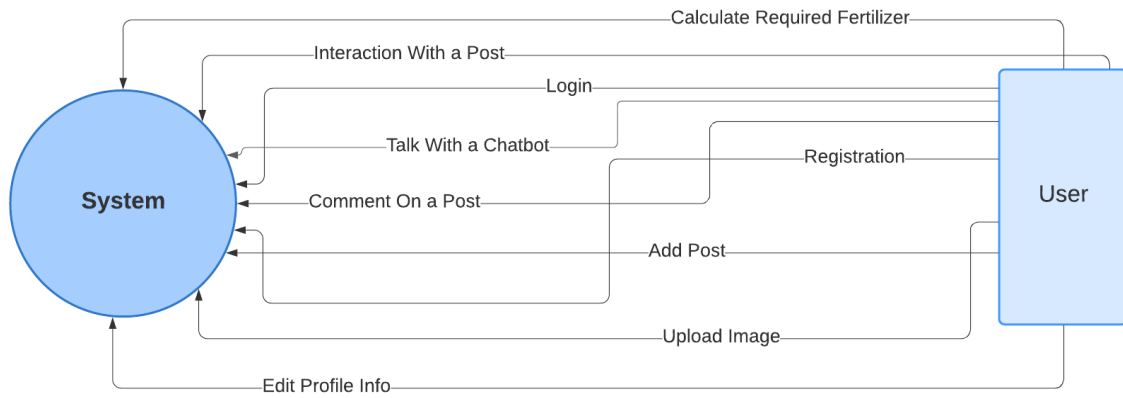 Calculate Required Fertilizer
Interaction With a Post
Login
Talk With a Chatbot
Registration
System
User
Comment On a Post
Add Post
Upload Image
Edit Profile Info